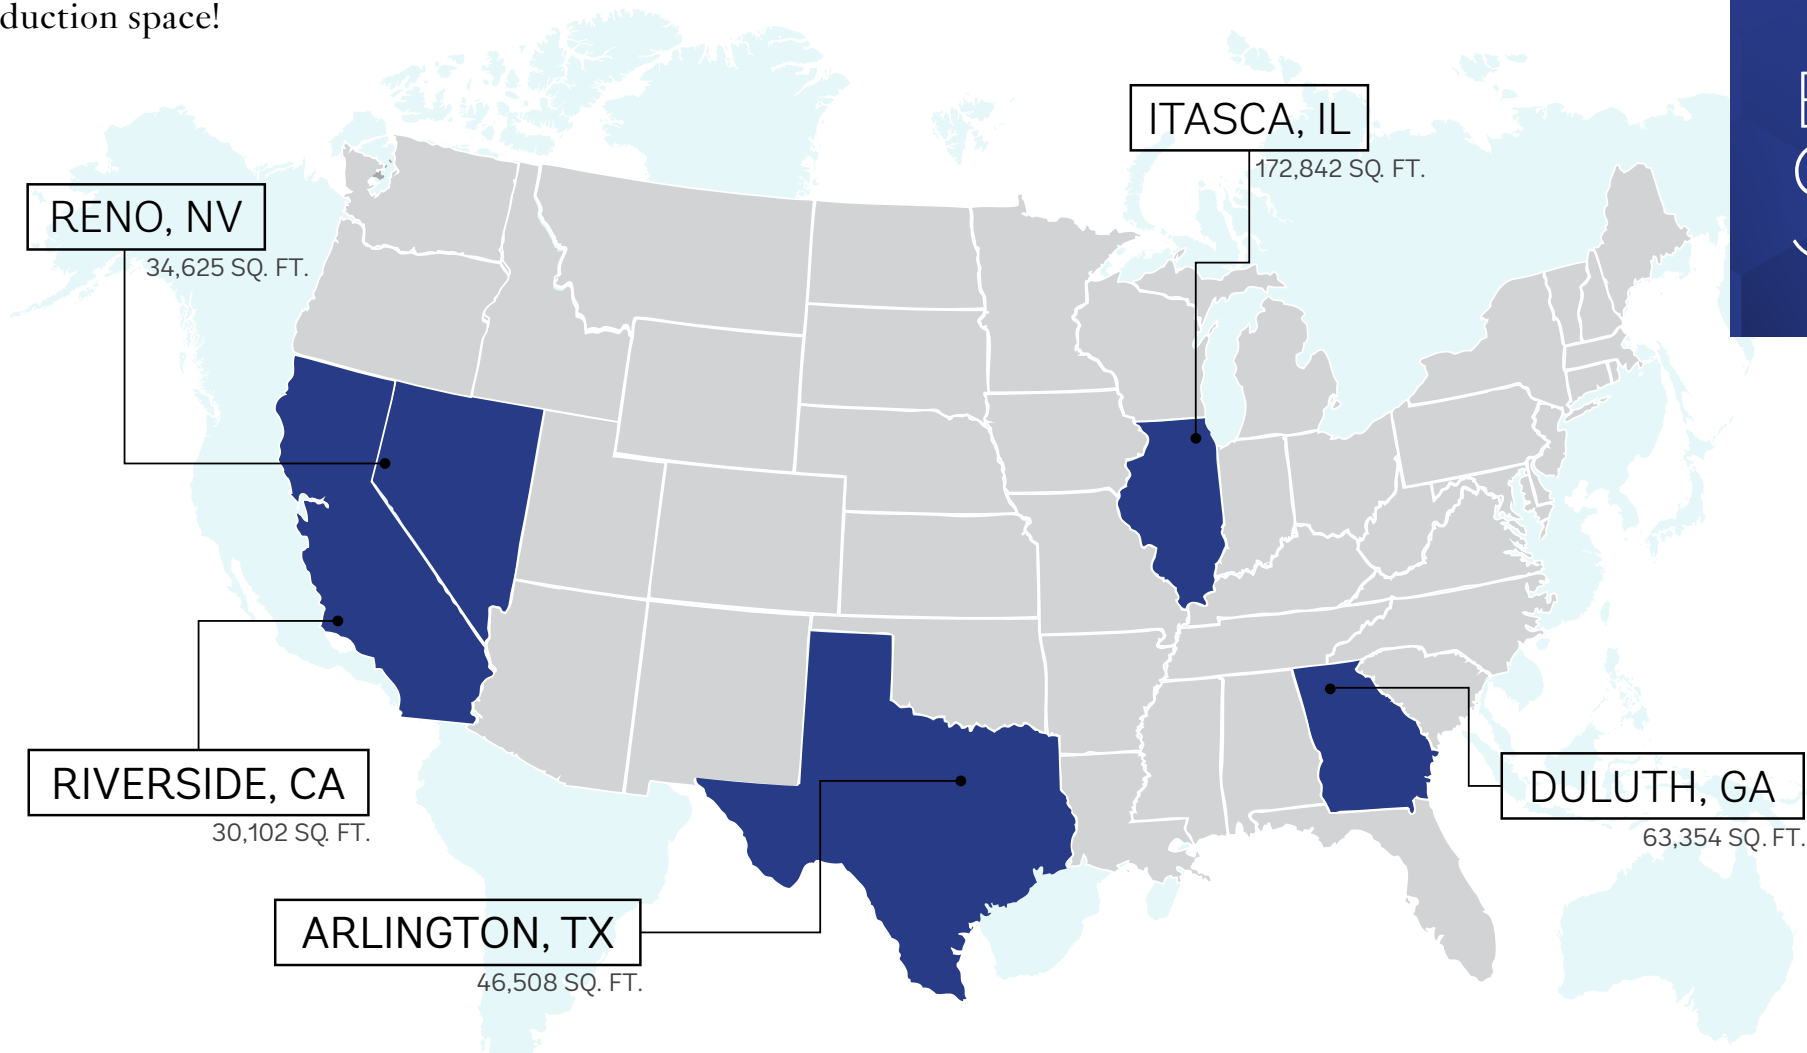 duction space!
ITASCA, IL
172,842 SQ. FT.
RENO, NV
34,625 SQ. FT.
RIVERSIDE, CA
30,102 SQ. FT.
DULUTH, GA
63,354 SQ. FT.
ARLINGTON, TX
46,508 SQ. FT.